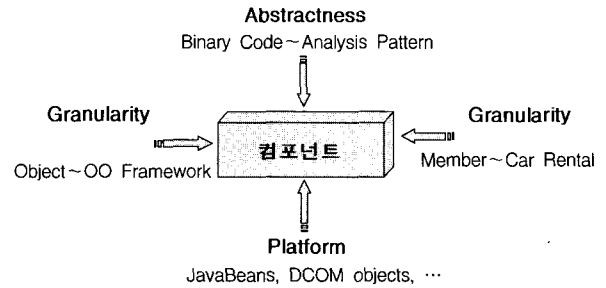 Abstractness
Binary Code~Analysis Pattern
Granularity
Object~OO Framework
컴포넌트
Granularity
Member~Car Rental
Platform
JavaBeans, DCOM objects, ⋯